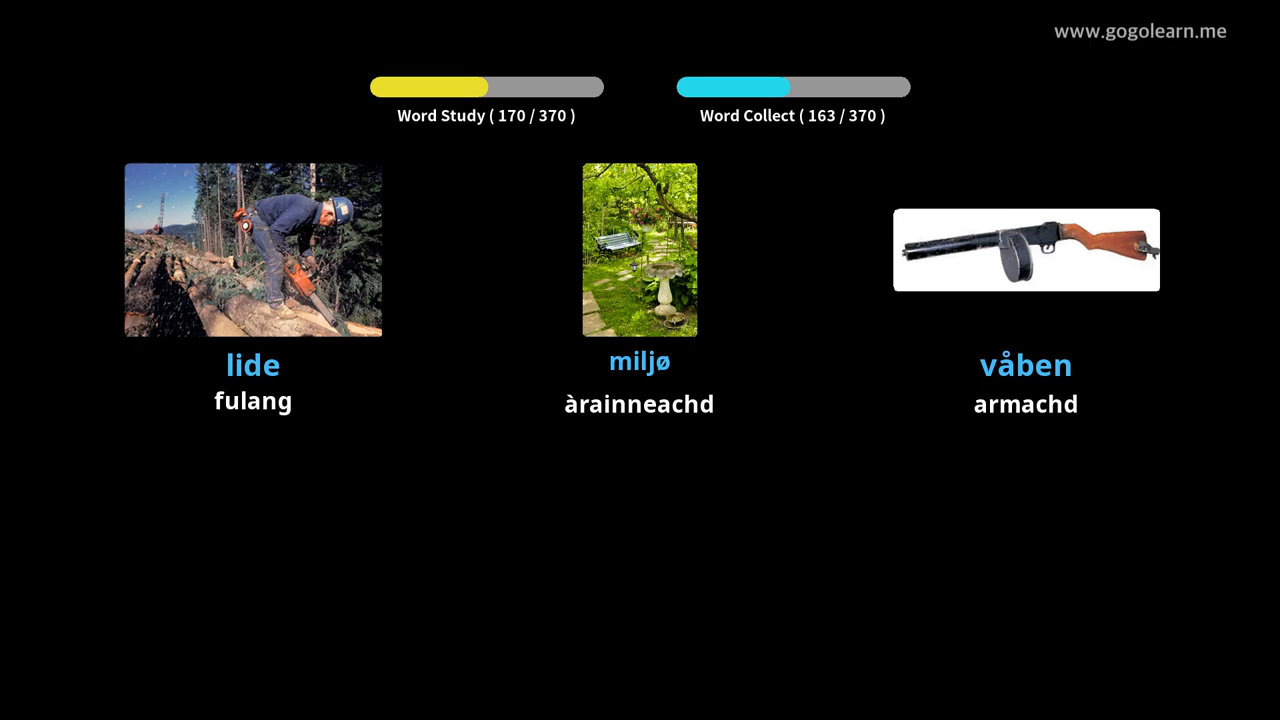 www.gogolearn.me
Word Study ( 170 / 370 )
Word Collect ( 163 / 370 )
lide
fulang
miljø
àrainneachd
våben
armachd